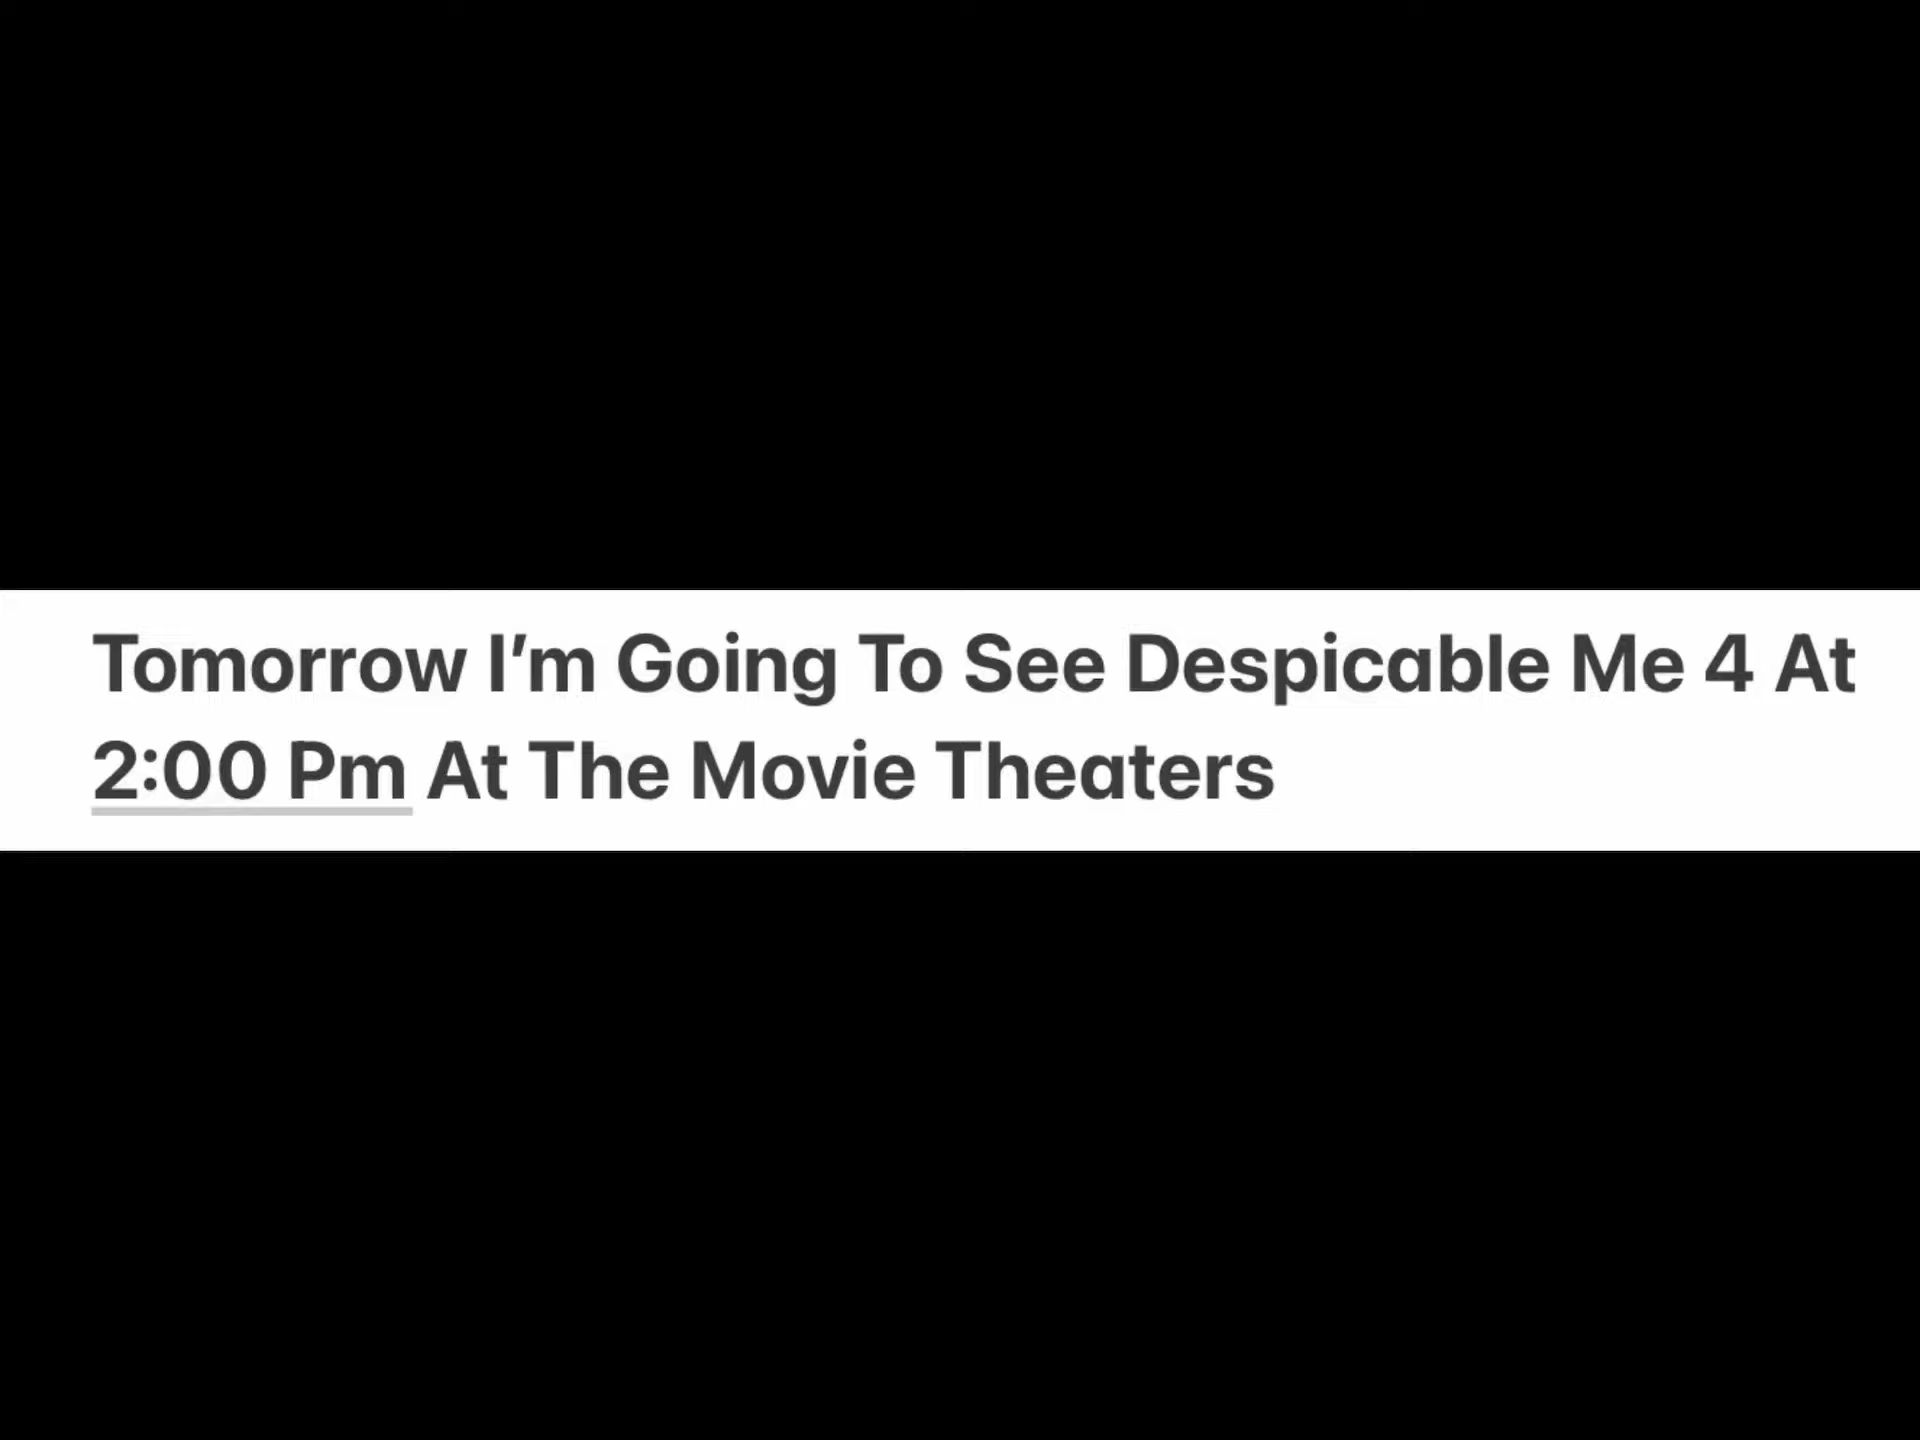 Tomorrow I’m Going To See Despicable Me 4 At
2:00 Pm At The Movie Theaters